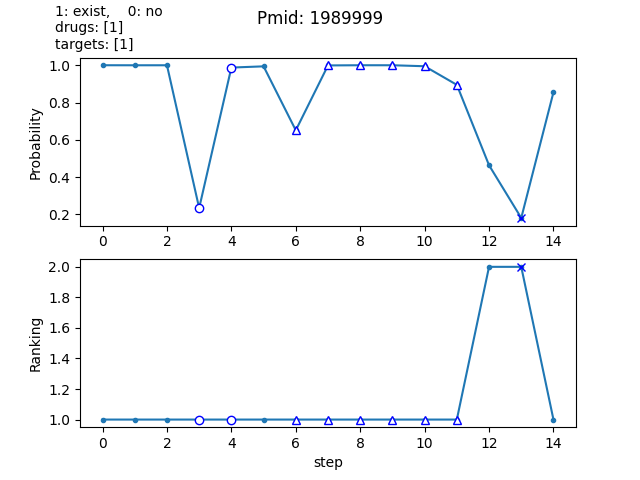 1: exist,    0: no
drugs: [1]
targets: [1]
Pmid: 1989999
Probability
1.0
0.8
0.6
0.4
0.2
0 2 4 6 8 10 12 14
Ranking
2.0
1.8
1.6
1.4
1.2
1.0
0 2 4 6 8 10 12 14
step